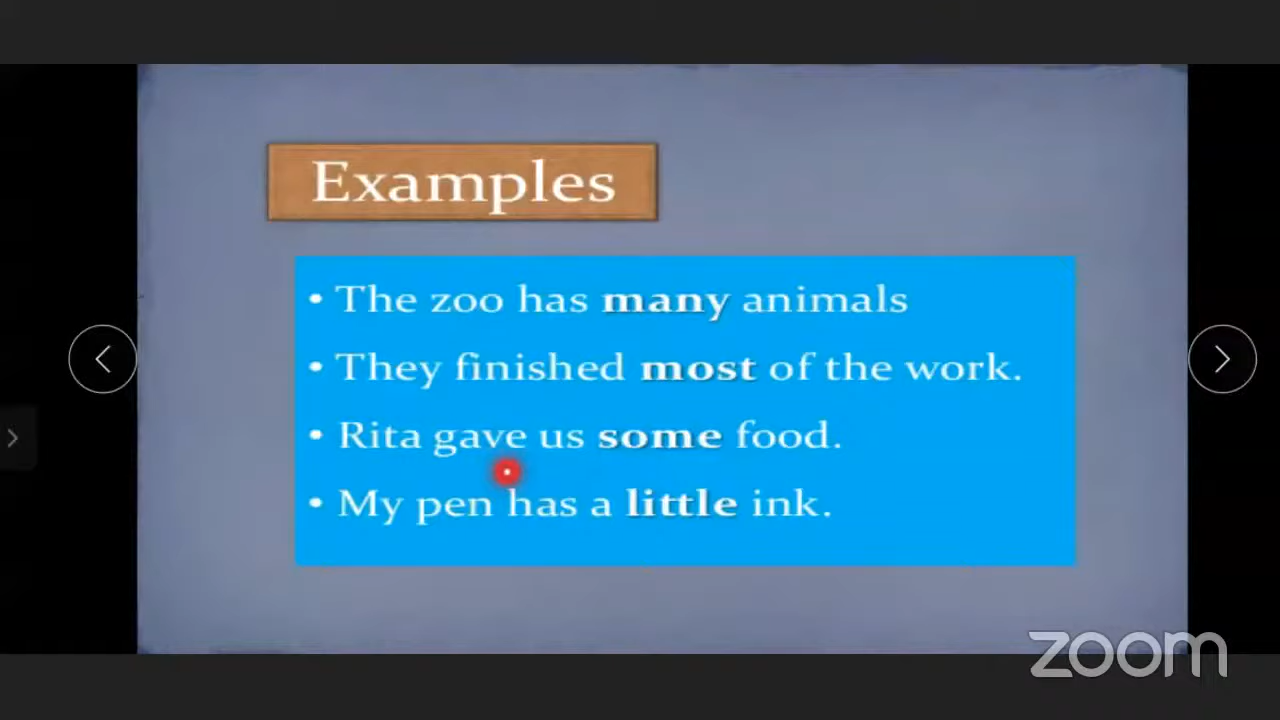 Examples
• The zoo has many animals
• They finished most of the work.
• Rita gave us some food.
• My pen has a little ink.
zoom